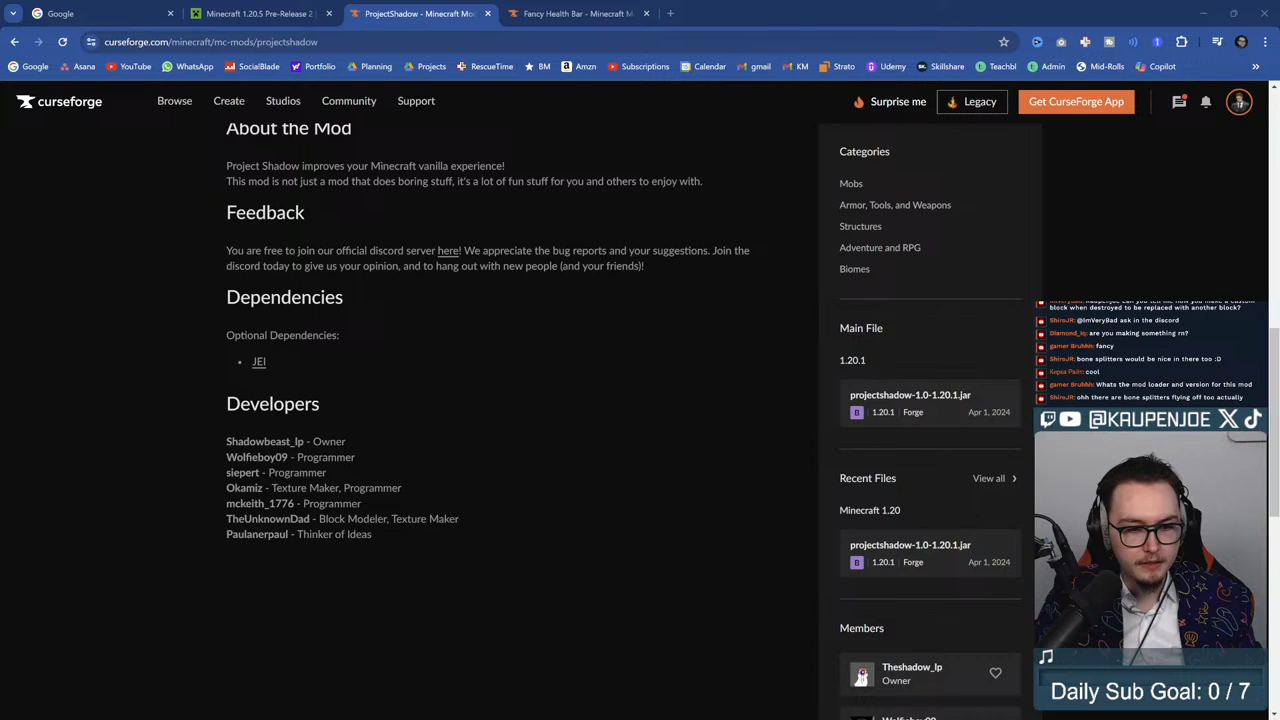 Google
Minecraft 1.20.5 Pre-Release 2
ProjectShadow - Minecraft Mo
Fancy Health Bar - Minecraft M
curseforge.com/minecraft/mc-mods/projectshadow
Google
Asana
YouTube
WhatsApp
SocialBlade
Portfolio
Planning
Projects
RescueTime
BM
Amzn
Subscriptions
Calendar
gmail
KM
Strato
Udemy
Skillshare
Teachbl
Admin
Mid-Rolls
Copilot
CURSEFORGE
Browse
Create
Studios
Community
Support
Surprise me
Legacy
Get CurseForge App
About the Mod
Project Shadow improves your Minecraft vanilla experience!
This mod is not just a mod that does boring stuff, it's a lot of fun stuff for you and others to enjoy with.
Feedback
You are free to join our official discord server here! We appreciate the bug reports and your suggestions. Join the
discord today to give us your opinion, and to hang out with new people (and your friends)!
Dependencies
Optional Dependencies:
• JEI
Developers
Shadowbeast_lp - Owner
Wolfieboy09 - Programmer
siepert - Programmer
Okamiz - Texture Maker, Programmer
mckeith_1776 - Programmer
TheUnknownDad - Block Modeler, Texture Maker
Paulanerpaul - Thinker of Ideas
Categories
Mobs
Armor, Tools, and Weapons
Structures
Adventure and RPG
Biomes
Main File
1.20.1
projectshadow-1.0-1.20.1.jar
B 1.20.1 Forge Apr 1, 2024
Recent Files View all
Minecraft 1.20
projectshadow-1.0-1.20.1.jar
B 1.20.1 Forge Apr 1, 2024
Members
Theshadow_lp
Owner
Wolfieboy09
block when destroyed to be replaced with another block?
ShiroJR: @ImVeryBad ask in the discord
Diamond_iq: are you making something rn?
gamer Bruhhh: fancy
ShiroJR: bone splitters would be nice in there too :D
cool
gamer Bruhhh: Whats the mod loader and version for this mod
ShiroJR: ohh there are bone splitters flying off too actually
@KAUPENJOE
Daily Sub Goal: 0 / 7